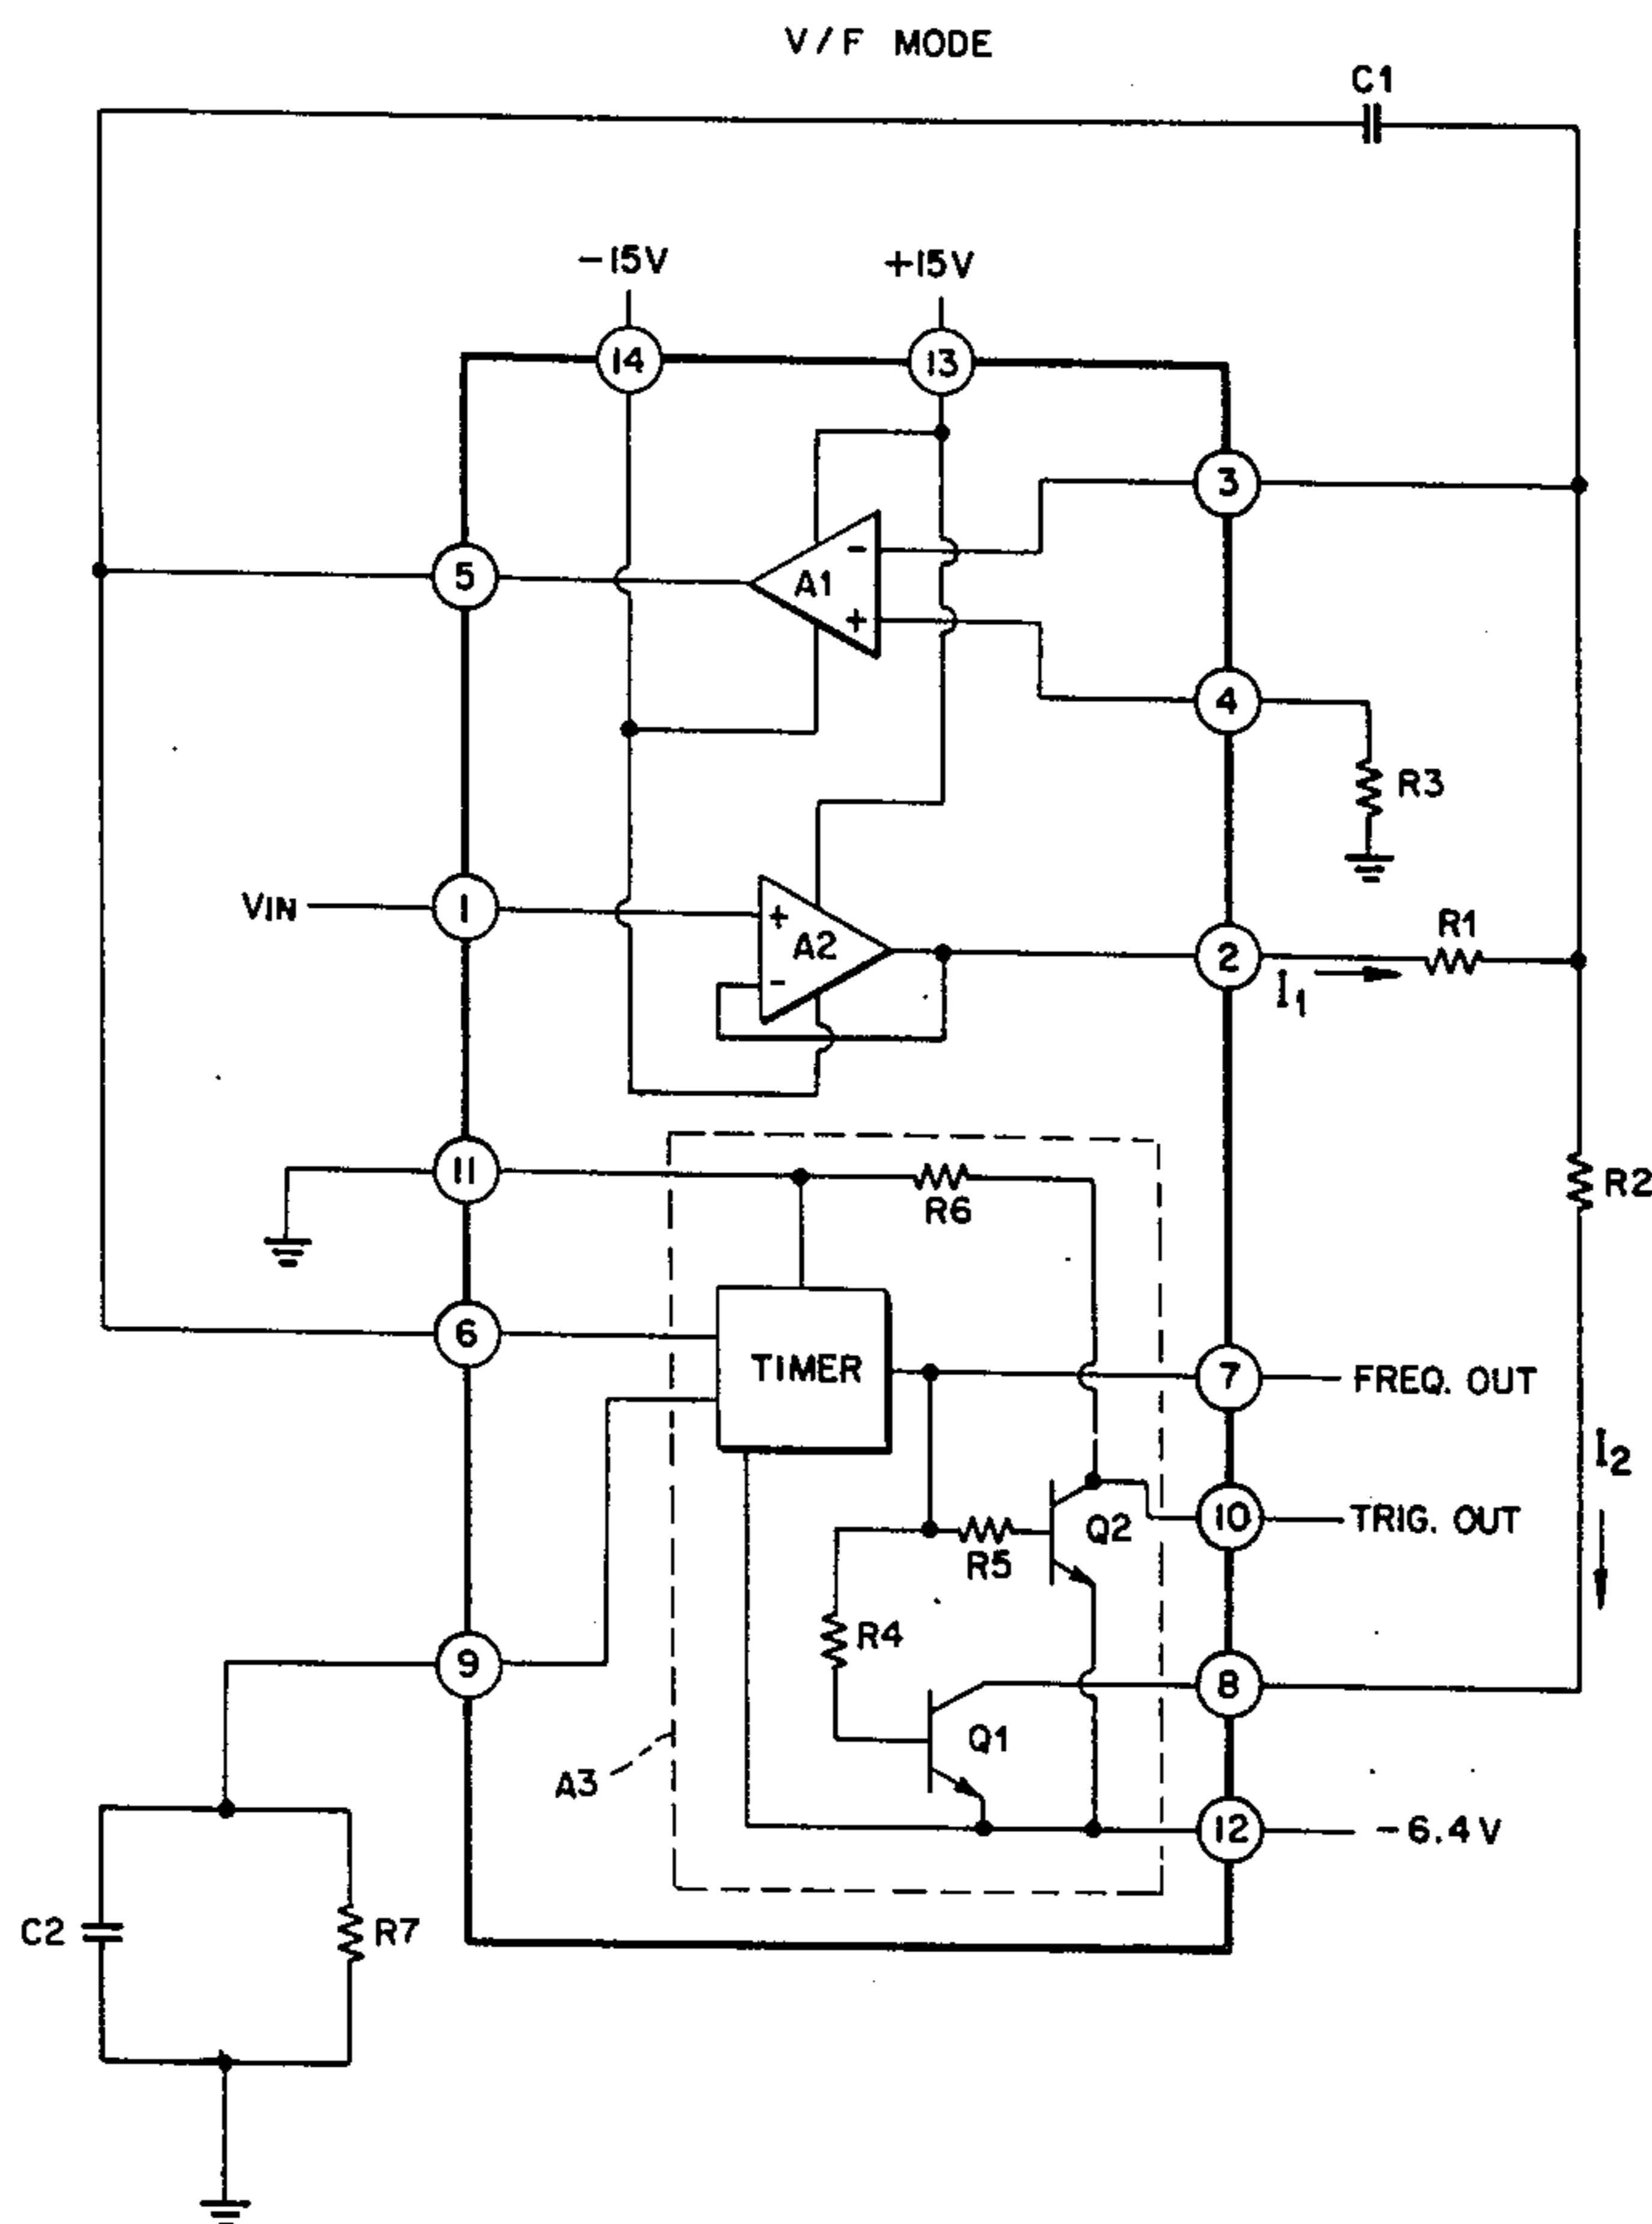 V/F MODE
C1
-15V
+15V
14
13
3
5
A1
-
+
4
R3
VIN
1
+
A2
-
2
R1
I1
11
R6
R2
6
TIMER
7
FREQ. OUT
I2
10
TRIG. OUT
Q2
R5
R4
9
8
Q1
A3
12
-6.4V
C2
R7